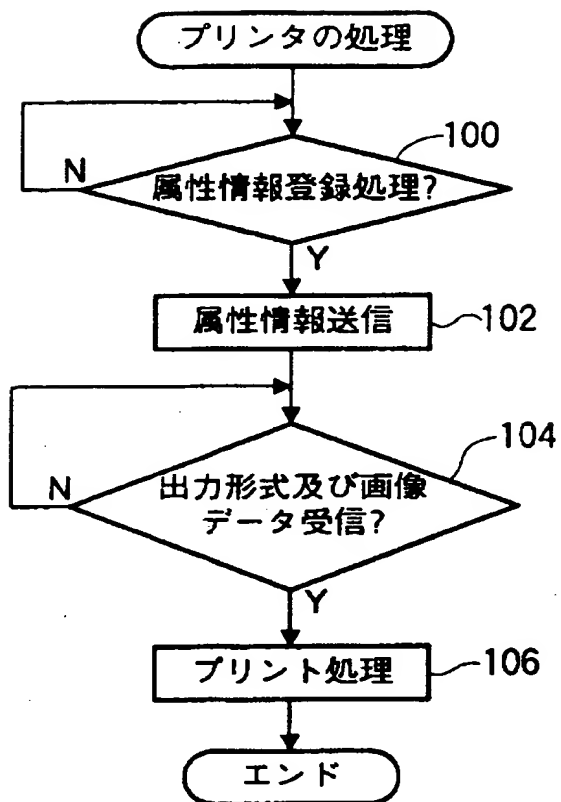 プリンタの処理
100
N
属性情報登録処理?
Y
属性情報送信
102
104
N
出力形式及び画像
データ受信?
Y
プリント処理
106
エンド